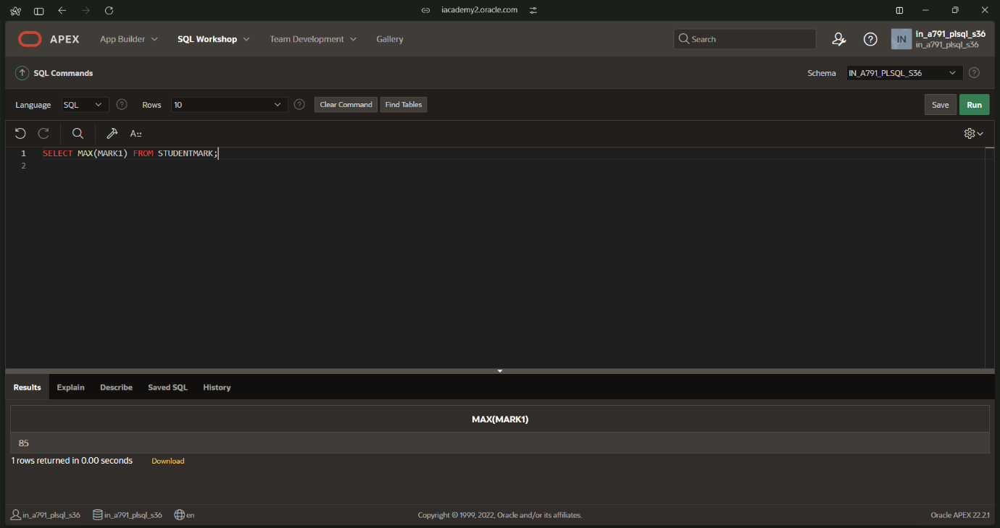 iacademy2.oracle.com
APEX App Builder SQL Workshop Team Development Gallery Search IN in_a791_plsql_s36
in_a791_plsql_s36
SQL Commands Schema IN_A791_PLSQL_S36
Language SQL Rows 10 Clear Command Find Tables Save Run
A::
1 SELECT MAX(MARK1) FROM STUDENTMARK;
2
Results Explain Describe Saved SQL History
MAX(MARK1)
85
1 rows returned in 0.00 seconds Download
in_a791_plsql_s36 in_a791_plsql_s36 en Copyright © 1999, 2022, Oracle and/or its affiliates. Oracle APEX 22.2.1